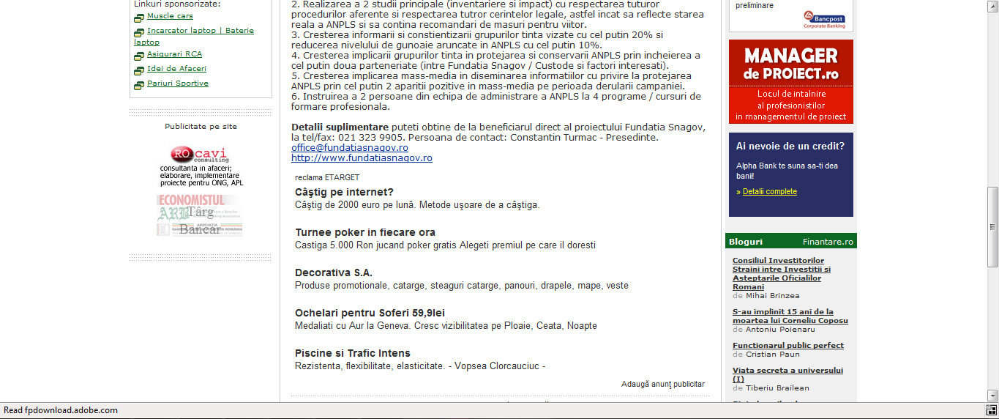 Linkuri sponsorizate:
Muscle cars
Incarcator laptop | Baterie
laptop
Asigurari RCA
Idei de Afaceri
Pariuri Sportive
Publicitate pe site
RO cavi
consulting
consultanta in afaceri;
elaborare, implementare
proiecte pentru ONG, APL
ECONOMISTUL
ARB
Târg
Bancar
2. Realizarea a 2 studii principale (inventariere si impact) cu respectarea tuturor
procedurilor aferente si respectarea tutror cerintelor legale, astfel incat sa reflecte starea
reala a ANPLS si sa contina recomandari de masuri pentru viitor.
3. Cresterea informarii si constientizarii grupurilor tinta vizate cu cel putin 20% si
reducerea nivelului de gunoaie aruncate in ANPLS cu cel putin 10%.
4. Cresterea implicarii grupurilor tinta in protejarea si conservarii ANPLS prin incheierea a
cel putin doua parteneriate (intre Fundatia Snagov / Custode si factori interesati).
5. Cresterea implicarea mass-media in diseminarea informatiilor cu privire la protejarea
ANPLS prin cel putin 2 aparitii pozitive in mass-media pe perioada derularii campaniei.
6. Instruirea a 2 persoane din echipa de administrare a ANPLS la 4 programe / cursuri de
formare profesionala.
Detalii suplimentare puteti obtine de la beneficiarul direct al proiectului Fundatia Snagov,
la tel/fax: 021 323 9905. Persoana de contact: Constantin Turmac - Presedinte.
office@fundatiasnagov.ro
http://www.fundatiasnagov.ro
reclama ETARGET
Câştig pe internet?
Câştig de 2000 euro pe lună. Metode uşoare de a câştiga.
Turnee poker in fiecare ora
Castiga 5.000 Ron jucand poker gratis Alegeti premiul pe care il doresti
Decorativa S.A.
Produse promotionale, catarge, steaguri catarge, panouri, drapele, mape, veste
Ochelari pentru Soferi 59,9lei
Medaliati cu Aur la Geneva. Cresc vizibilitatea pe Ploaie, Ceata, Noapte
Piscine si Trafic Intens
Rezistenta, flexibilitate, elasticitate. - Vopsea Clorcauciuc -
Adaugă anunţ publicitar
preliminare
Bancpost
Corporate Banking
MANAGER
de PROIECT.ro
Locul de intalnire
al profesionistilor
in managementul de proiect
Ai nevoie de un credit?
Alpha Bank te suna sa-ti dea
banii!
» Detalii complete
Bloguri Finantare.ro
Consiliul Investitorilor
Straini intre Investitii si
Asteptarile Oficialilor
Romani
de Mihai Brinzea
S-au implinit 15 ani de la
moartea lui Corneliu Coposu
de Antoniu Poienaru
Functionarul public perfect
de Cristian Paun
Viata secreta a universului
(I)
de Tiberiu Brailean
Read fpdownload.adobe.com